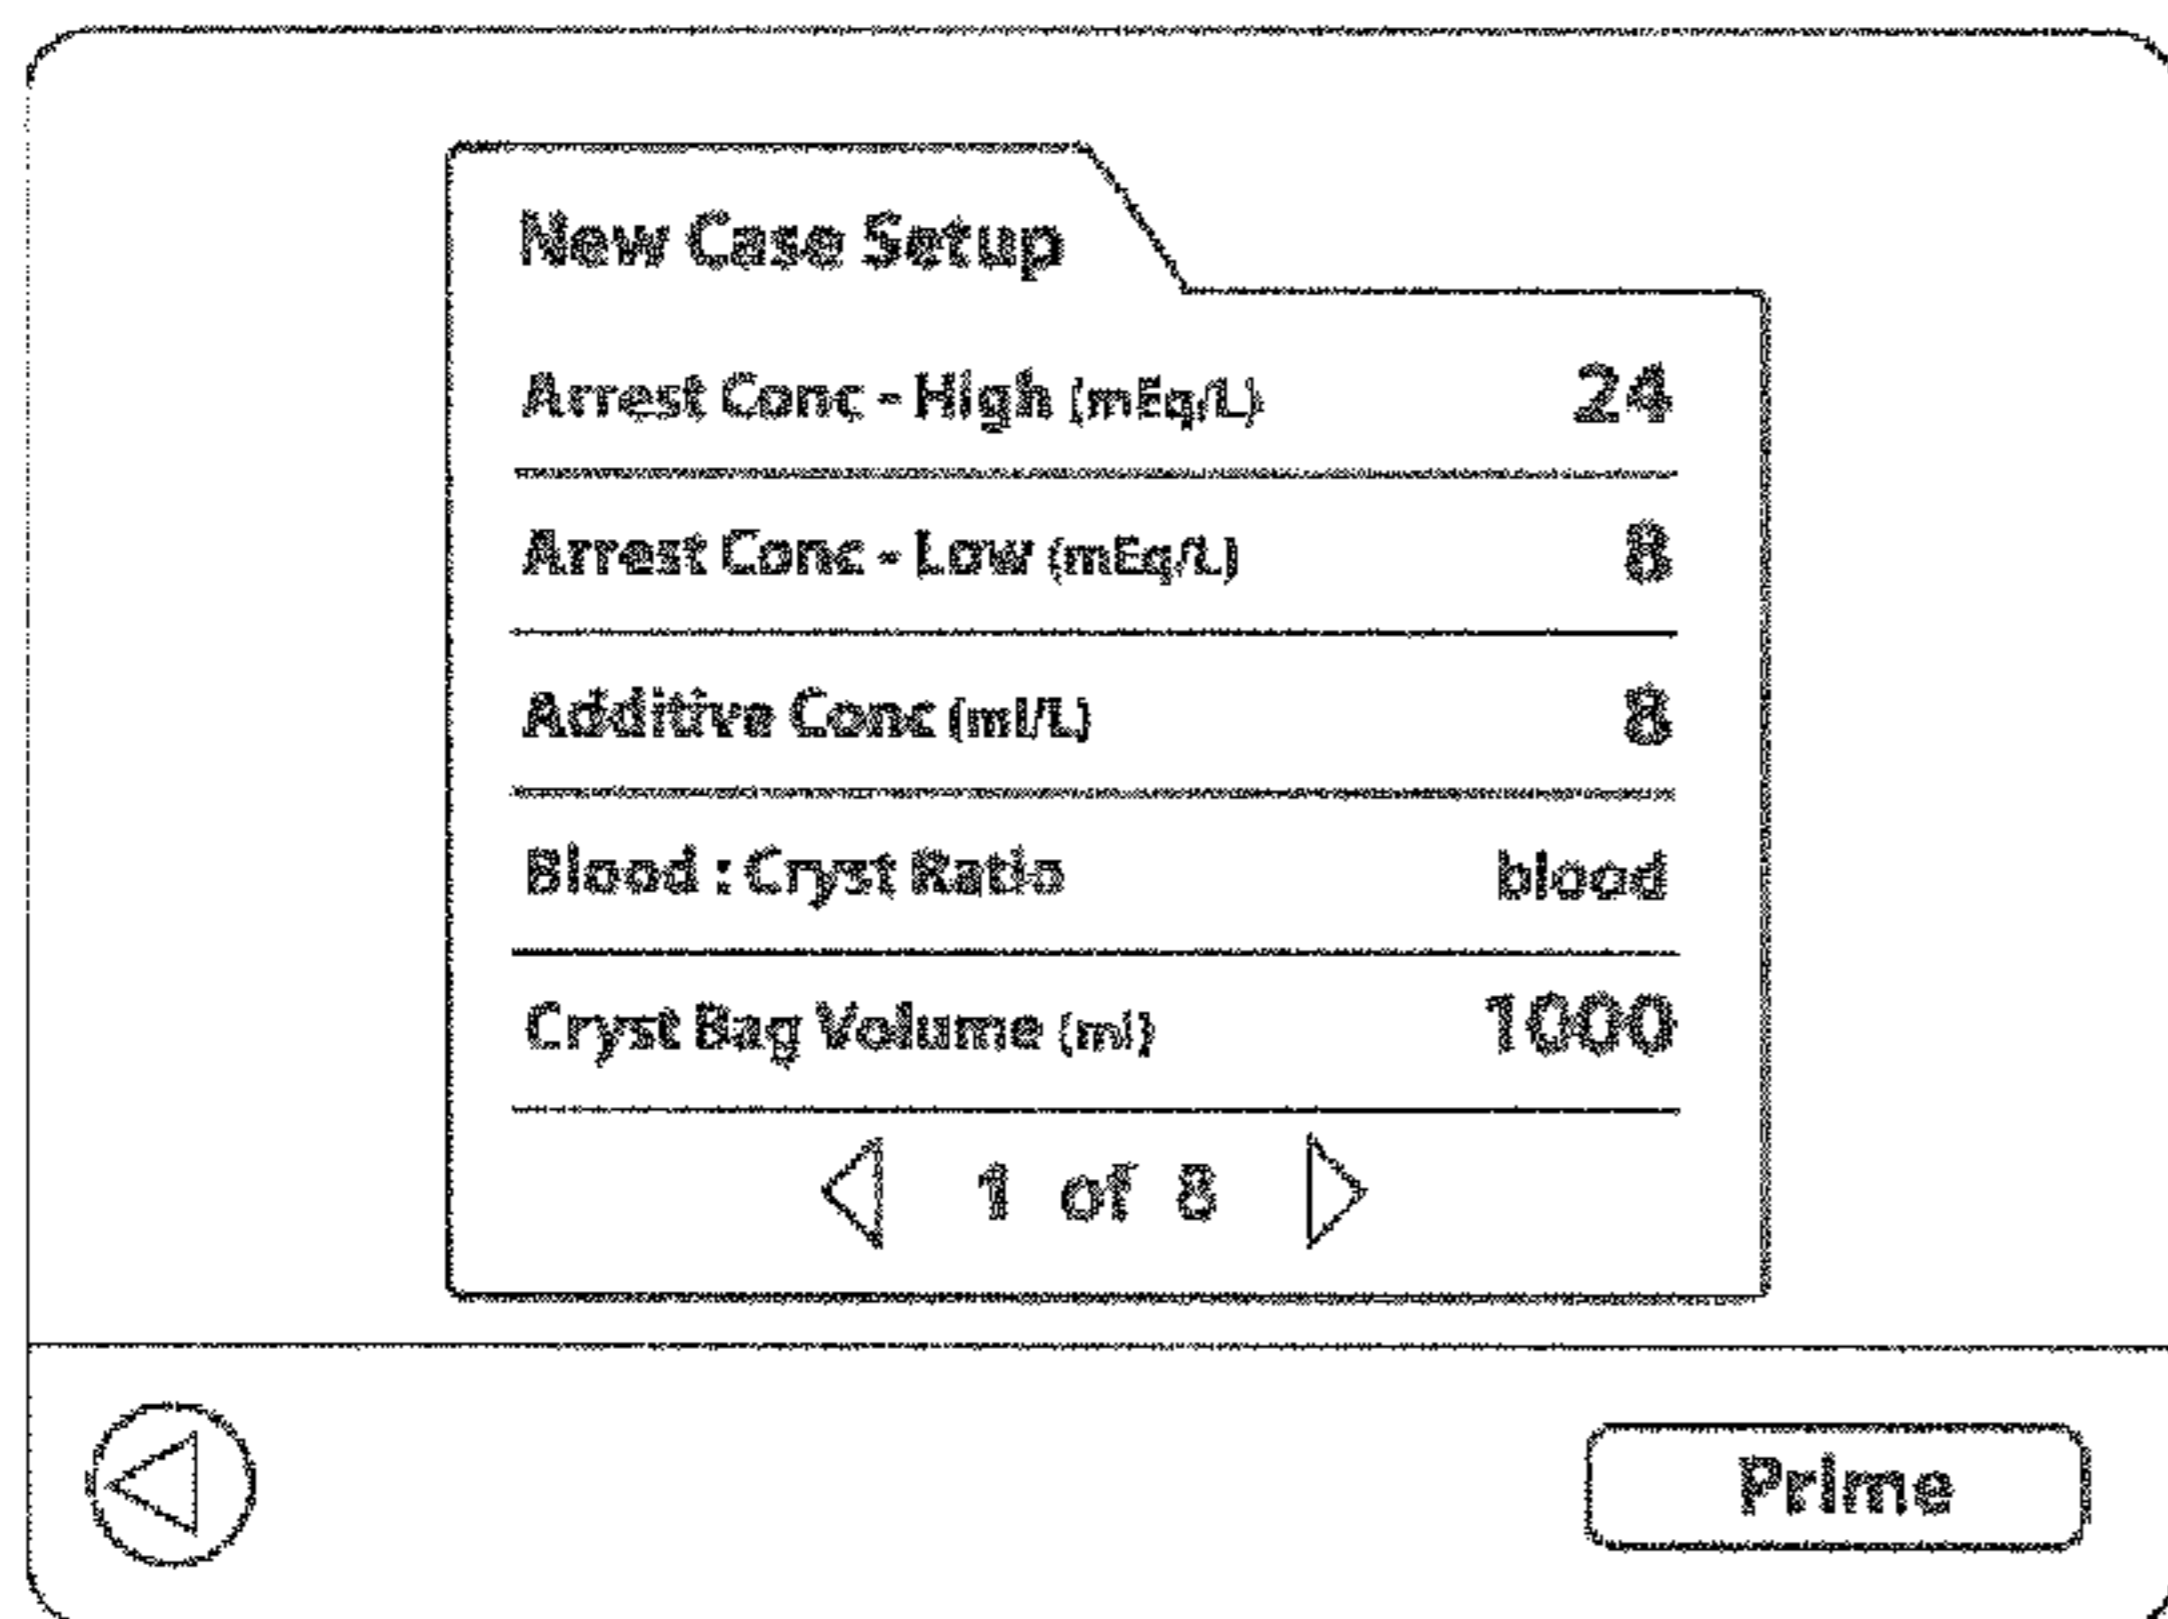 New Case Setup
Arrest Conc - High (mEq/L) 24
Arrest Conc - Low (mEq/L) 8
Additive Conc (ml/L) 8
Blood : Cryst Ratio blood
Cryst Bag Volume (ml) 1000
1 of 8
Prime